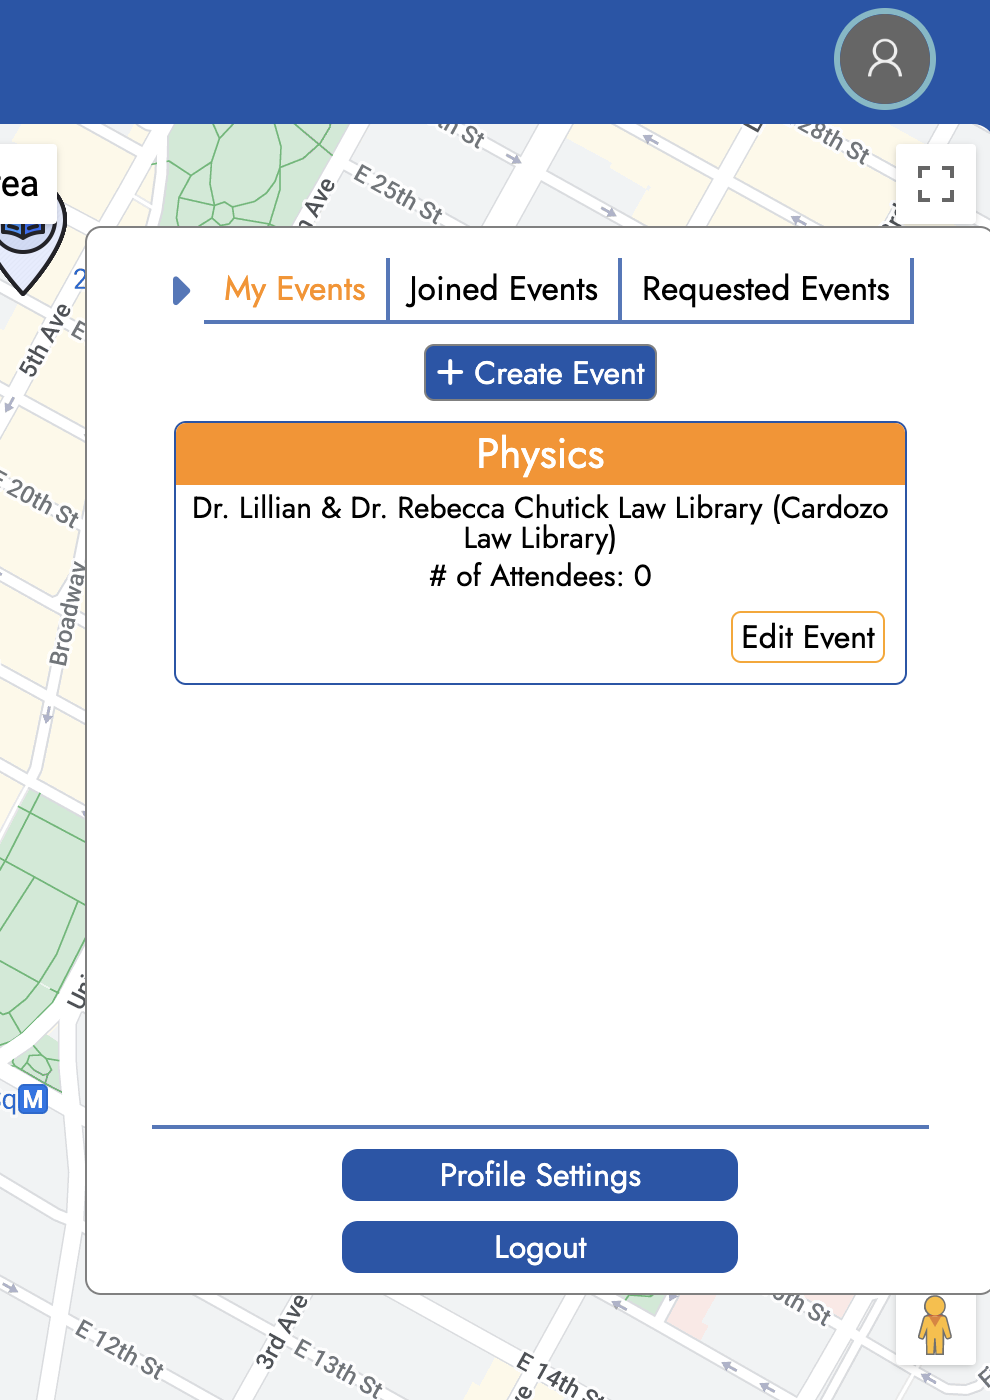 28th St
E 25th St
rea
Ave
My Events
Joined Events
Requested Events
5th Ave
Create Event
Physics
Dr. Lillian & Dr. Rebecca Chutick Law Library (Cardozo
Law Library)
# of Attendees: 0
E 20th St
Broadway
Edit Event
M
Profile Settings
Logout
3rd Ave
E 12th St
E 13th St
E 14th St